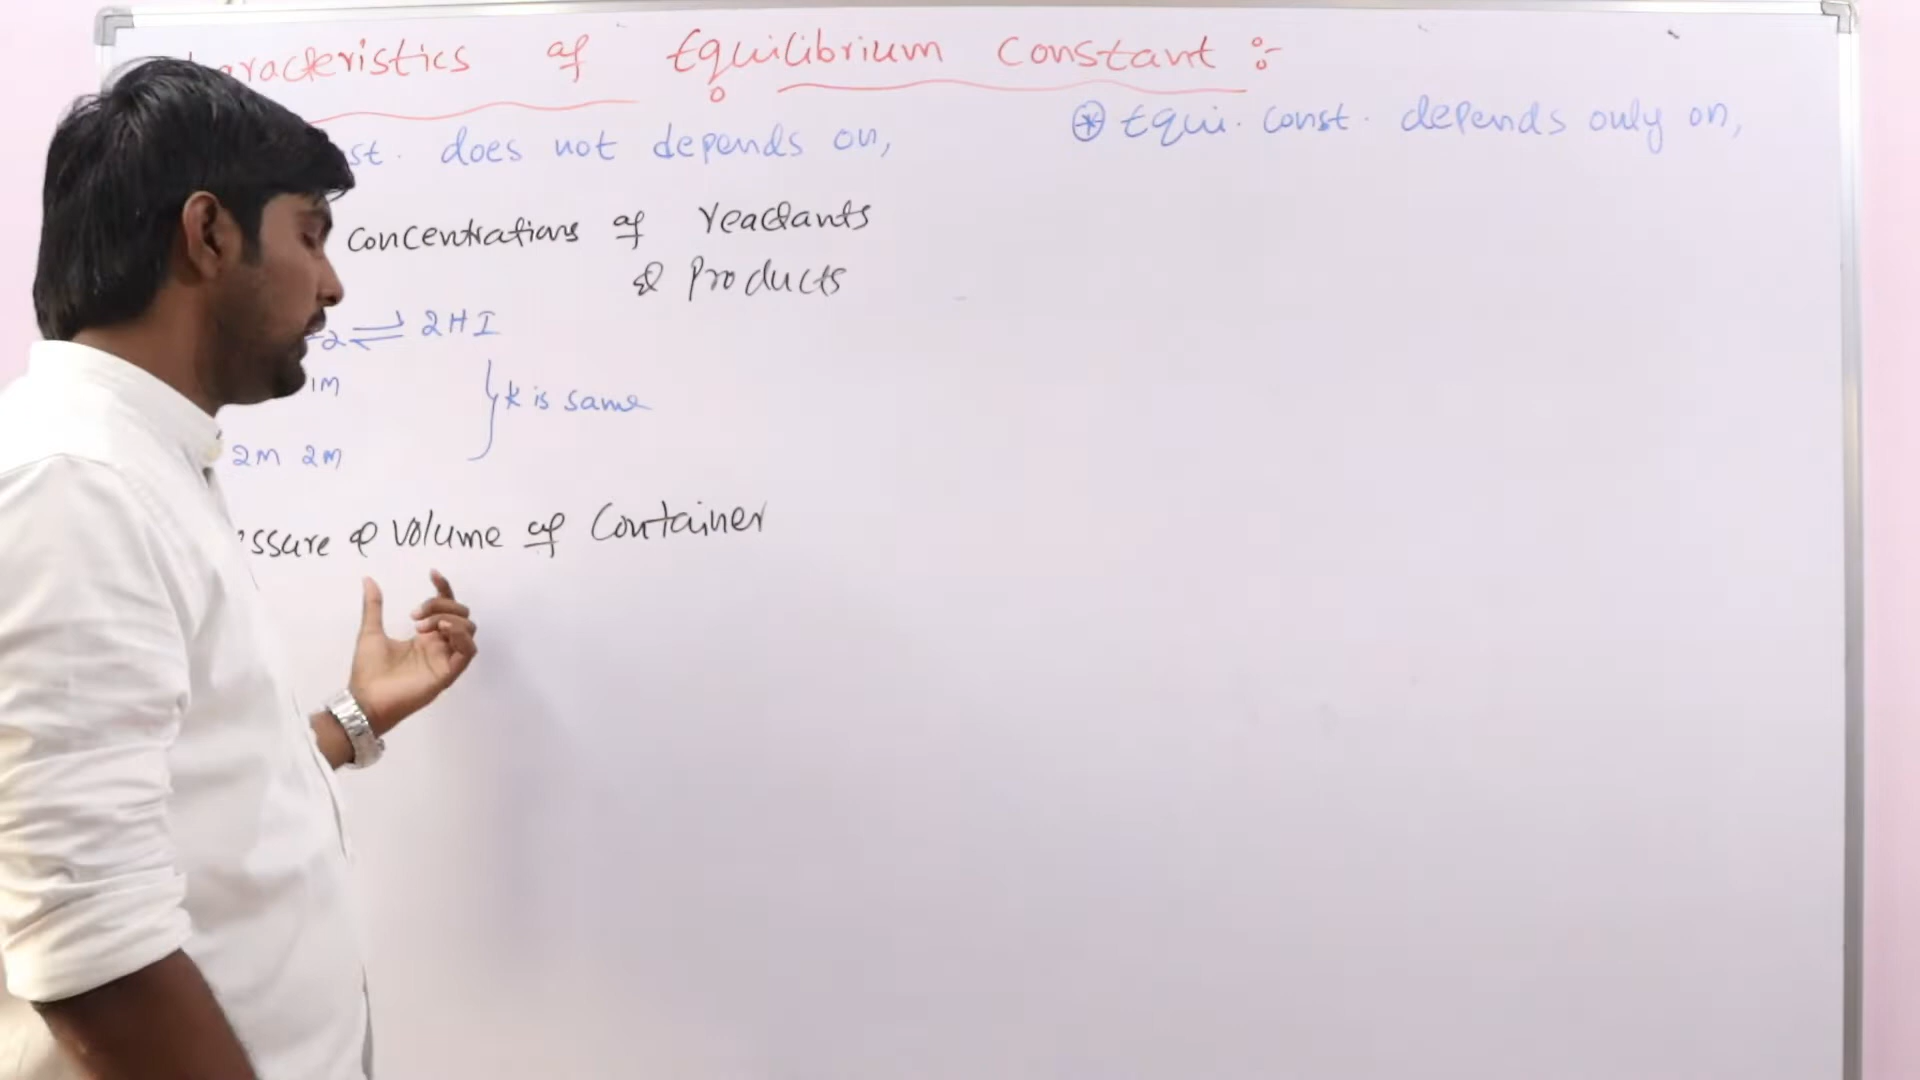 aracteristics of Equilibrium Constant :-
st. does not depends on,
Concentrations of reactants
& Products
2 ⇌ 2HI
1M
} K is same
2M 2M
ssure & Volume of Container
⊛ Equi. const. depends only on,